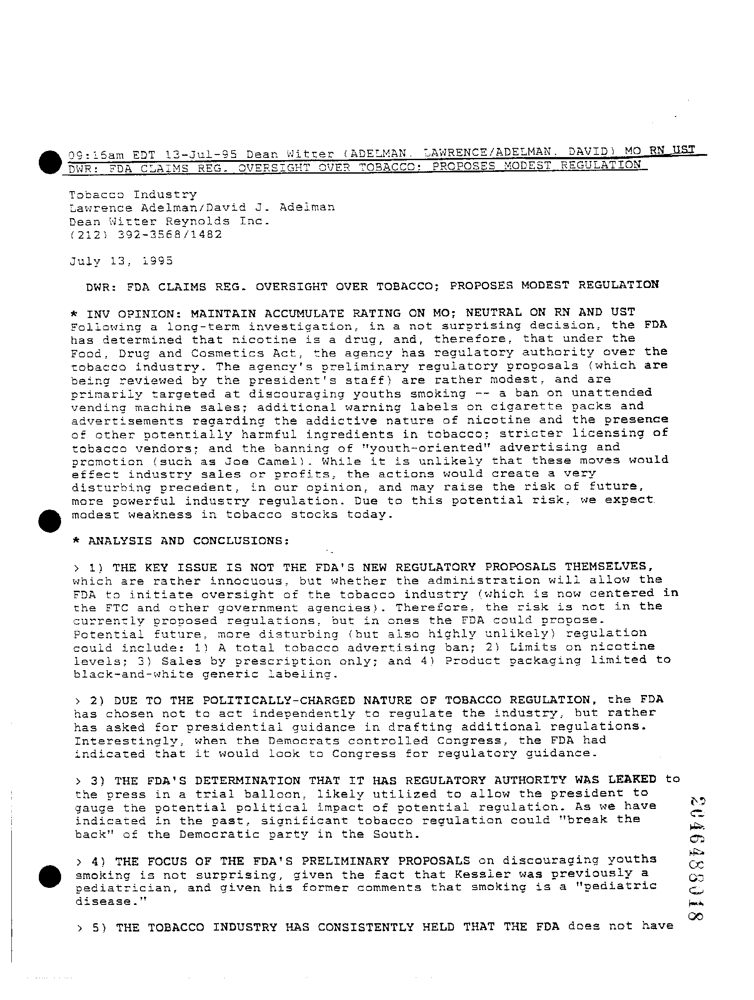 09:15am EDT 13-Jul-95 Dean Witter (ADELMAN, LAWRENCE/ADELMAN, DAVID) MO RN UST
DWR: FDA CLAIMS REG. OVERSIGHT OVER TOBACCO; PROPOSES MODEST REGULATION
Tobacco Industry
Lawrence Adelman/David J. Adelman
Dean Witter Reynolds Inc.
(212) 392-3568/1482
July 13, 1995
DWR: FDA CLAIMS REG. OVERSIGHT OVER TOBACCO; PROPOSES MODEST REGULATION
* INV OPINION: MAINTAIN ACCUMULATE RATING ON MO; NEUTRAL ON RN AND UST
Following a long-term investigation, in a not surprising decision, the FDA
has determined that nicotine is a drug, and, therefore, that under the
Food, Drug and Cosmetics Act, the agency has regulatory authority over the
tobacco industry. The agency's preliminary regulatory proposals (which are
being reviewed by the president's staff) are rather modest, and are
primarily targeted at discouraging youths smoking -- a ban on unattended
vending machine sales; additional warning labels on cigarette packs and
advertisements regarding the addictive nature of nicotine and the presence
of other potentially harmful ingredients in tobacco; stricter licensing of
tobacco vendors; and the banning of "youth-oriented" advertising and
promotion (such as Joe Camel). While it is unlikely that these moves would
effect industry sales or profits, the actions would create a very
disturbing precedent, in our opinion, and may raise the risk of future,
more powerful industry regulation. Due to this potential risk, we expect
modest weakness in tobacco stocks today.
* ANALYSIS AND CONCLUSIONS:
> 1) THE KEY ISSUE IS NOT THE FDA'S NEW REGULATORY PROPOSALS THEMSELVES,
which are rather innocuous, but whether the administration will allow the
FDA to initiate oversight of the tobacco industry (which is now centered in
the FTC and other government agencies). Therefore, the risk is not in the
currently proposed regulations, but in ones the FDA could propose.
Potential future, more disturbing (but also highly unlikely) regulation
could include: 1) A total tobacco advertising ban; 2) Limits on nicotine
levels; 3) Sales by prescription only; and 4) Product packaging limited to
black-and-white generic labeling.
> 2) DUE TO THE POLITICALLY-CHARGED NATURE OF TOBACCO REGULATION, the FDA
has chosen not to act independently to regulate the industry, but rather
has asked for presidential guidance in drafting additional regulations.
Interestingly, when the Democrats controlled Congress, the FDA had
indicated that it would look to Congress for regulatory guidance.
> 3) THE FDA'S DETERMINATION THAT IT HAS REGULATORY AUTHORITY WAS LEAKED to
the press in a trial balloon, likely utilized to allow the president to
gauge the potential political impact of potential regulation. As we have
indicated in the past, significant tobacco regulation could "break the
back" of the Democratic party in the South.
> 4) THE FOCUS OF THE FDA'S PRELIMINARY PROPOSALS on discouraging youths
smoking is not surprising, given the fact that Kessler was previously a
pediatrician, and given his former comments that smoking is a "pediatric
disease."
> 5) THE TOBACCO INDUSTRY HAS CONSISTENTLY HELD THAT THE FDA does not have
2046488018